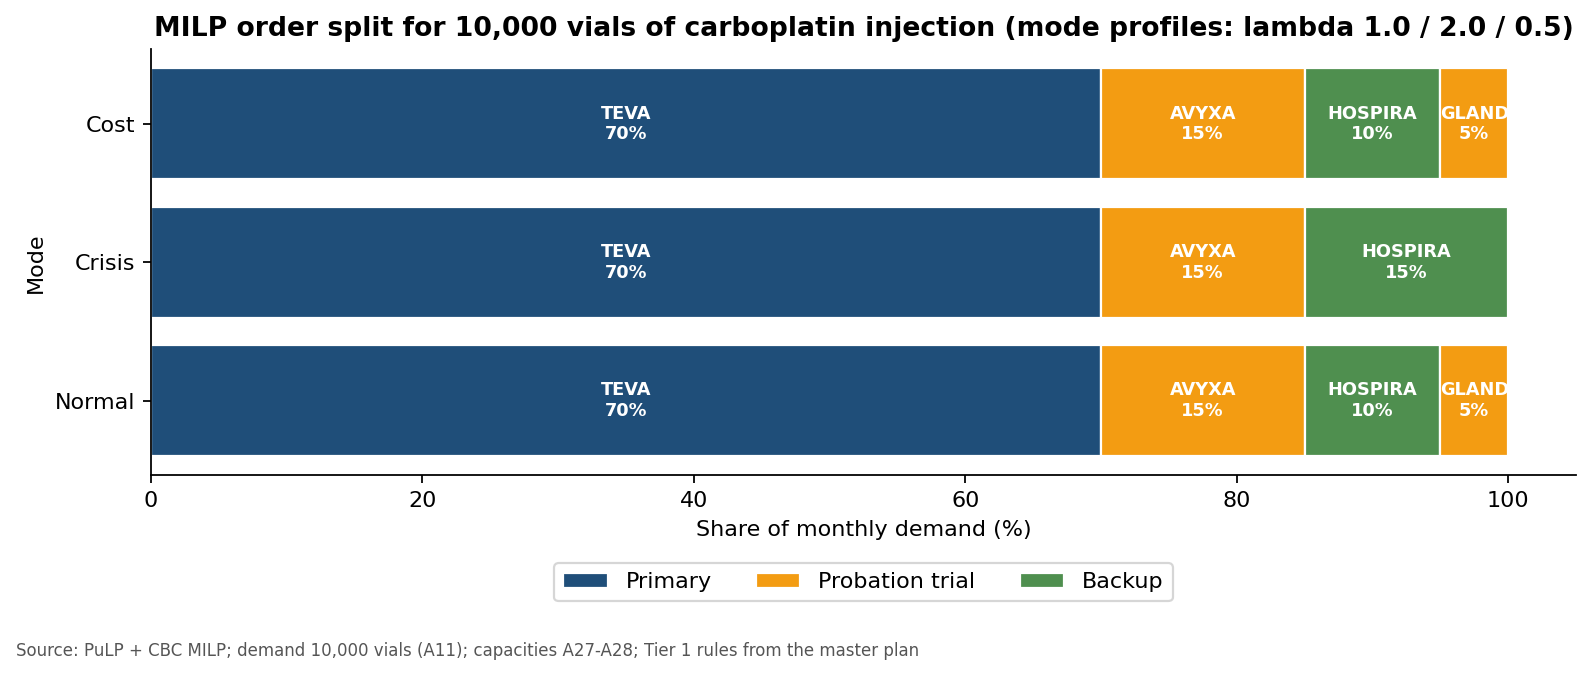 MILP order split for 10,000 vials of carboplatin injection (mode profiles: lambda 1.0 / 2.0 / 0.5)
Mode
Cost
TEVA
70%
AVYXA
15%
HOSPIRA
10%
GLAND
5%
Crisis
TEVA
70%
AVYXA
15%
HOSPIRA
15%
Normal
TEVA
70%
AVYXA
15%
HOSPIRA
10%
GLAND
5%
0 20 40 60 80 100
Share of monthly demand (%)
Primary Probation trial Backup
Source: PuLP + CBC MILP; demand 10,000 vials (A11); capacities A27-A28; Tier 1 rules from the master plan